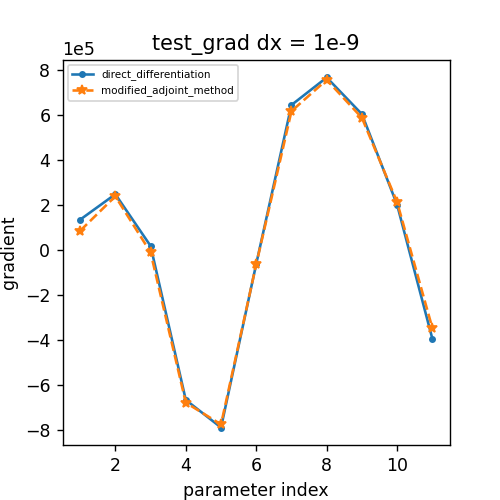 test_grad dx = 1e-9
1e5
direct_differentiation
modified_adjoint_method
8
6
4
2
0
−2
−4
−6
−8
gradient
2 4 6 8 10
parameter index